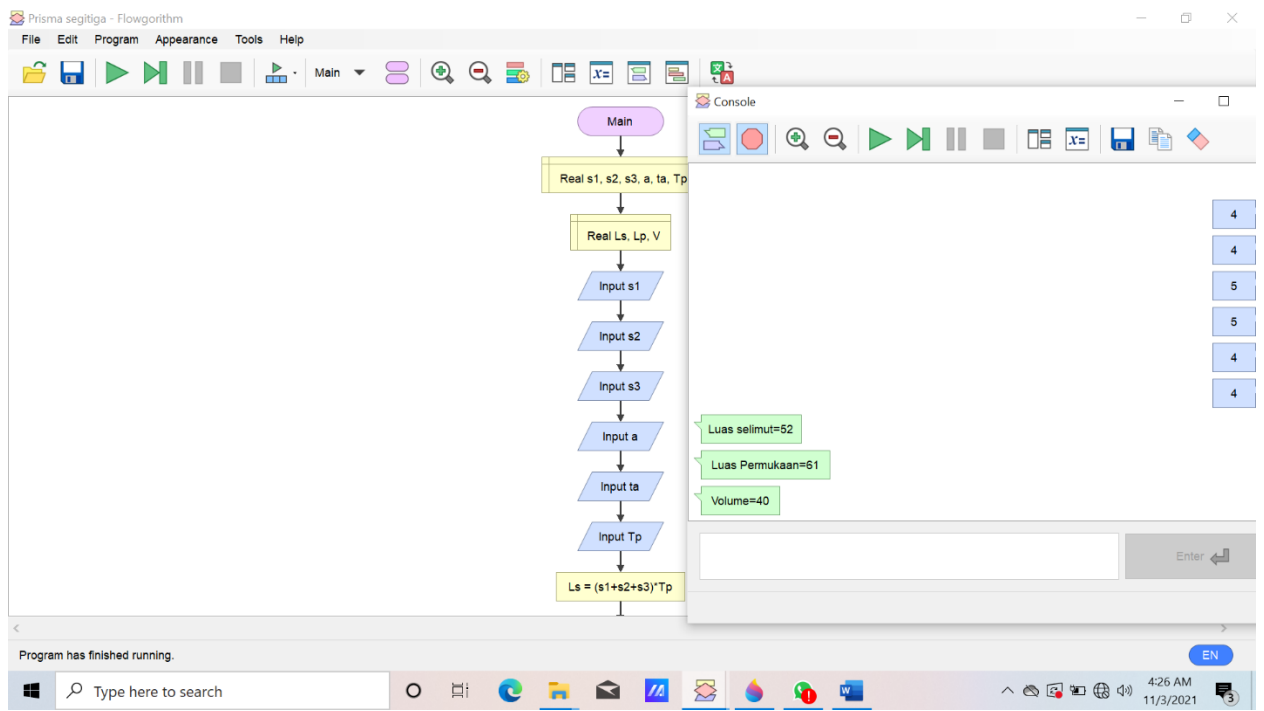 Prisma segitiga - Flowgorithm
File Edit Program Appearance Tools Help
Main
x=
Main
Real s1, s2, s3, a, ta, Tp
Real Ls, Lp, V
Input s1
Input s2
Input s3
Input a
Input ta
Input Tp
Ls = (s1+s2+s3)*Tp
Console
x=
4
4
5
5
4
4
Luas selimut=52
Luas Permukaan=61
Volume=40
Enter
Program has finished running.
EN
Type here to search
4:26 AM
11/3/2021
3